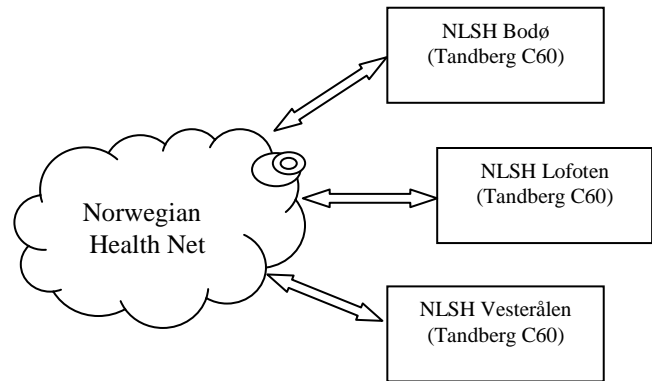 NLSH Bodø
(Tandberg C60)
NLSH Lofoten
(Tandberg C60)
Norwegian
Health Net
NLSH Vesterålen
(Tandberg C60)